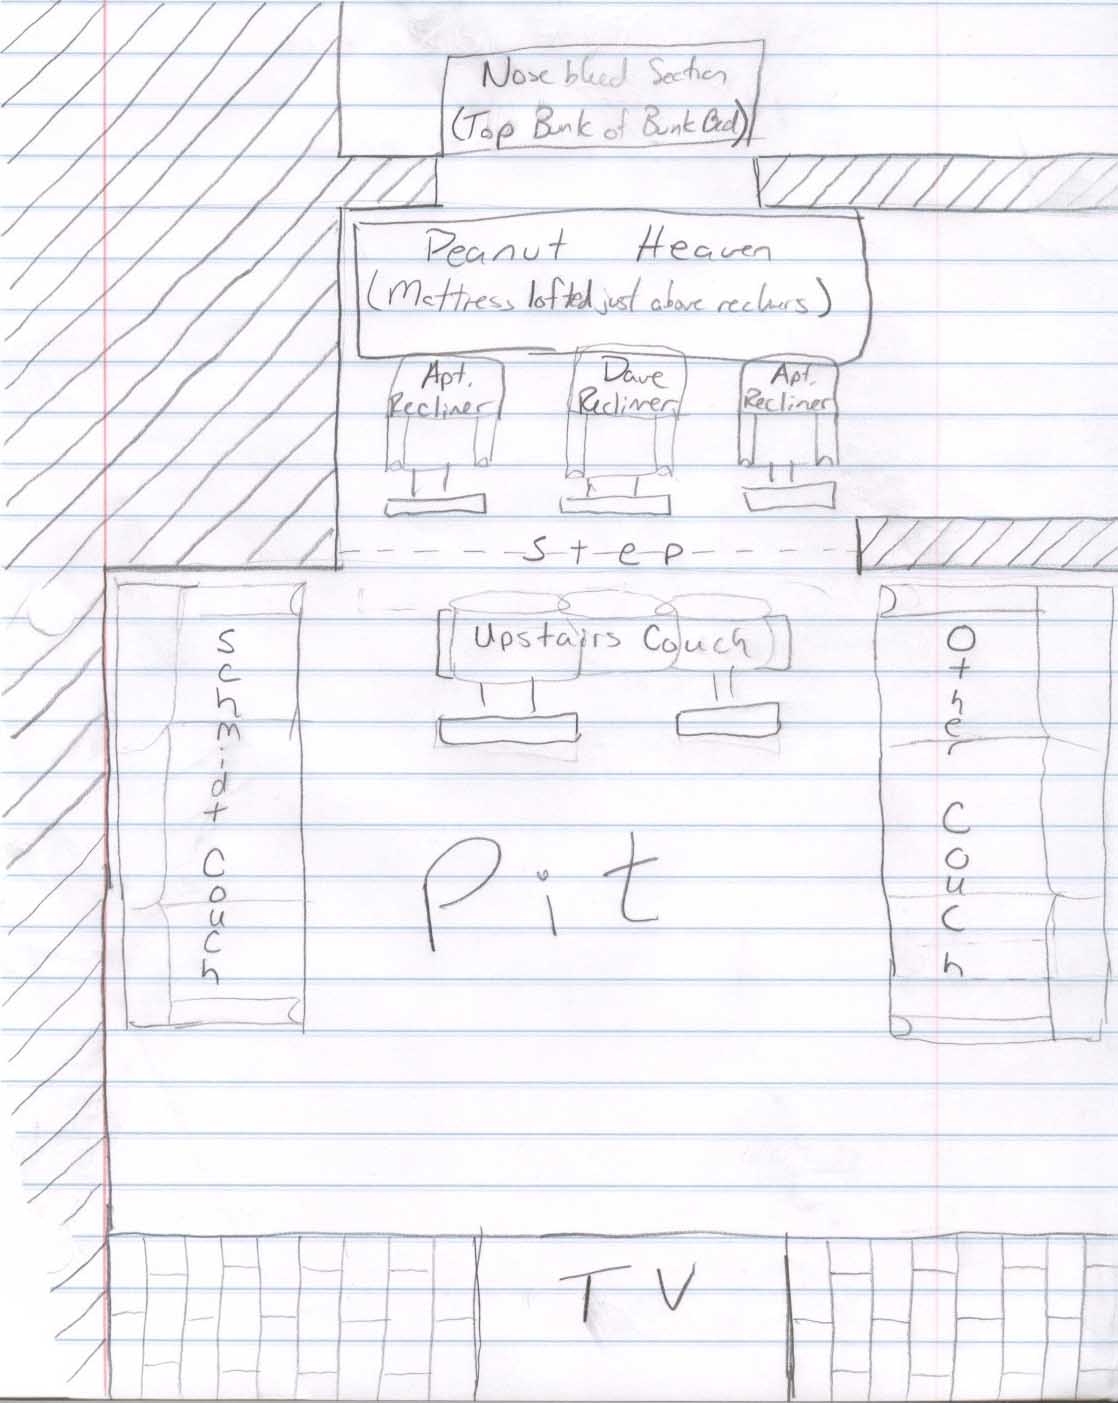 Nose bleed Section
(Top Bunk of Bunk Bed)
Peanut Heaven
(Mattress lofted just above recliners)
Apt.
Recliner
Dave
Recliner
Apt.
Recliner
Step
Upstairs Couch
Schmidt Couch
Other Couch
Pit
TV